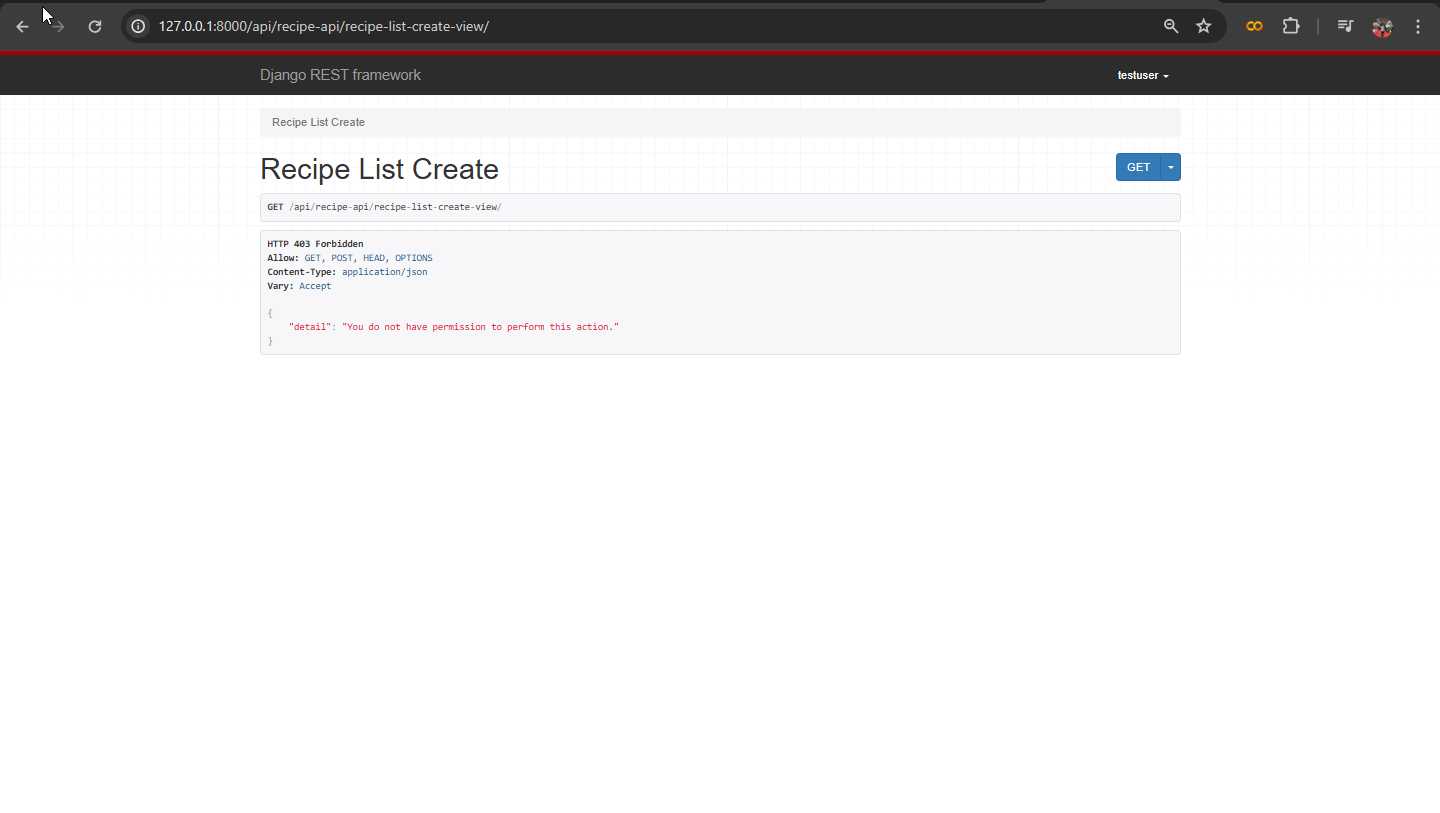 127.0.0.1:8000/api/recipe-api/recipe-list-create-view/
Django REST framework
testuser
Recipe List Create
Recipe List Create
GET
GET /api/recipe-api/recipe-list-create-view/
HTTP 403 Forbidden
Allow: GET, POST, HEAD, OPTIONS
Content-Type: application/json
Vary: Accept
{
    "detail": "You do not have permission to perform this action."
}